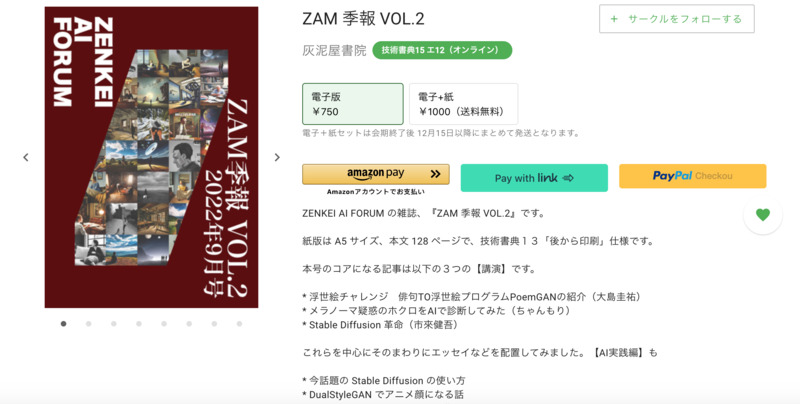 ZENKEI
AI
FORUM
ZAM季報 VOL.2
2022年9月号
ZAM 季報 VOL.2
+ サークルをフォローする
灰泥屋書院 技術書典15 エ12（オンライン）
電子版
￥750
電子+紙
￥1000（送料無料）
電子＋紙セットは会期終了後 12月15日以降にまとめて発送となります。
amazon pay
Amazonアカウントでお支払い
Pay with link
PayPal Checkou
ZENKEI AI FORUM の雑誌、『ZAM 季報 VOL.2』です。
紙版は A5 サイズ、本文 128 ページで、技術書典１３「後から印刷」仕様です。
本号のコアになる記事は以下の３つの【講演】です。
* 浮世絵チャレンジ　俳句TO浮世絵プログラムPoemGANの紹介（大島圭祐）
* メラノーマ疑惑のホクロをAIで診断してみた（ちゃんもり）
* Stable Diffusion 革命（市來健吾）
これらを中心にそのまわりにエッセイなどを配置してみました。【AI実践編】も
* 今話題の Stable Diffusion の使い方
* DualStyleGAN でアニメ顔になる話